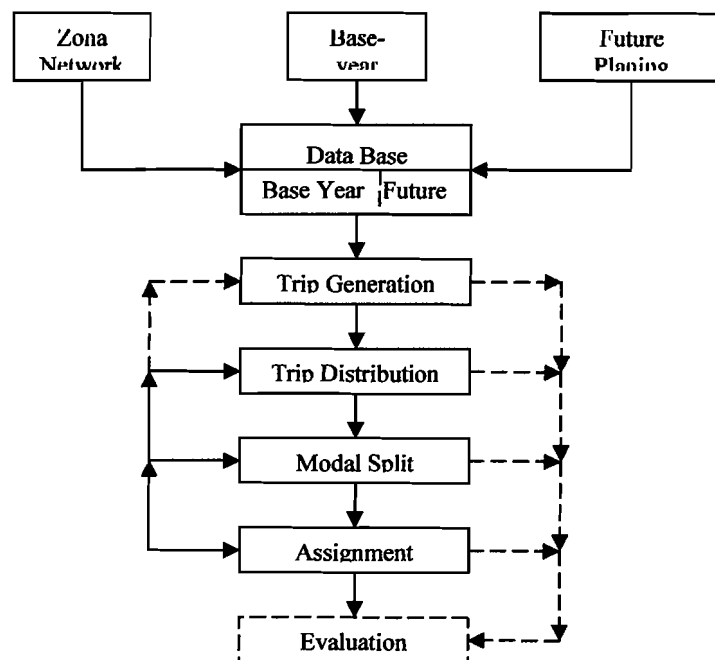 Zona
Network
Base-
year
Future
Planing
Data Base
Base Year
Future
Trip Generation
Trip Distribution
Modal Split
Assignment
Evaluation